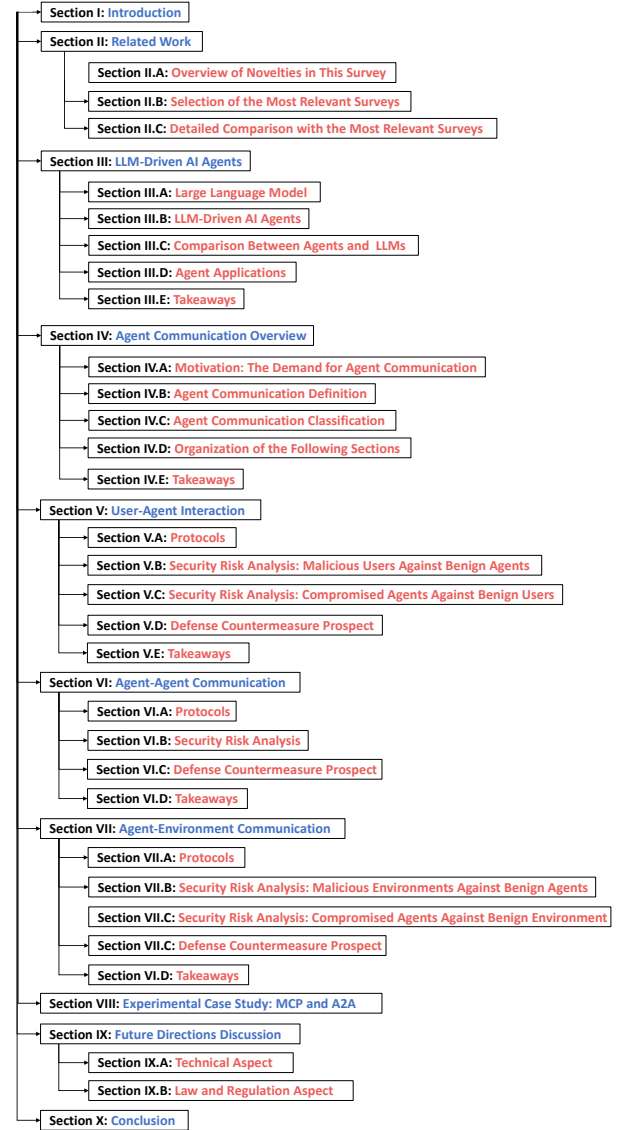 Section I: Introduction
Section II: Related Work
Section II.A: Overview of Novelties in This Survey
Section II.B: Selection of the Most Relevant Surveys
Section II.C: Detailed Comparison with the Most Relevant Surveys
Section III: LLM-Driven AI Agents
Section III.A: Large Language Model
Section III.B: LLM-Driven AI Agents
Section III.C: Comparison Between Agents and LLMs
Section III.D: Agent Applications
Section III.E: Takeaways
Section IV: Agent Communication Overview
Section IV.A: Motivation: The Demand for Agent Communication
Section IV.B: Agent Communication Definition
Section IV.C: Agent Communication Classification
Section IV.D: Organization of the Following Sections
Section IV.E: Takeaways
Section V: User-Agent Interaction
Section V.A: Protocols
Section V.B: Security Risk Analysis: Malicious Users Against Benign Agents
Section V.C: Security Risk Analysis: Compromised Agents Against Benign Users
Section V.D: Defense Countermeasure Prospect
Section V.E: Takeaways
Section VI: Agent-Agent Communication
Section VI.A: Protocols
Section VI.B: Security Risk Analysis
Section VI.C: Defense Countermeasure Prospect
Section VI.D: Takeaways
Section VII: Agent-Environment Communication
Section VII.A: Protocols
Section VII.B: Security Risk Analysis: Malicious Environments Against Benign Agents
Section VII.C: Security Risk Analysis: Compromised Agents Against Benign Environment
Section VII.C: Defense Countermeasure Prospect
Section VI.D: Takeaways
Section VIII: Experimental Case Study: MCP and A2A
Section IX: Future Directions Discussion
Section IX.A: Technical Aspect
Section IX.B: Law and Regulation Aspect
Section X: Conclusion